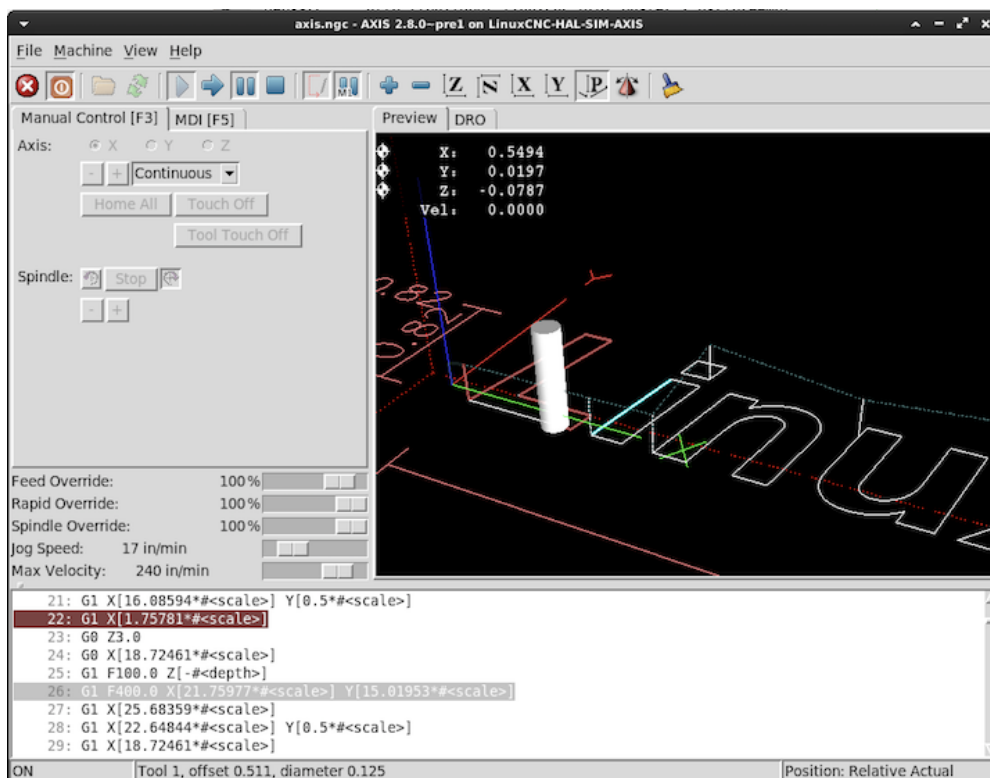 axis.ngc - AXIS 2.8.0~pre1 on LinuxCNC-HAL-SIM-AXIS
File Machine View Help
Z N X Y P
Manual Control [F3] MDI [F5]
Preview DRO
Axis: X Y Z
- + Continuous
Home All Touch Off
Tool Touch Off
Spindle: Stop
- +
X: 0.5494
Y: 0.0197
Z: -0.0787
Vel: 0.0000
0.82
Linu
X
Y
Feed Override: 100%
Rapid Override: 100%
Spindle Override: 100%
Jog Speed: 17 in/min
Max Velocity: 240 in/min
21: G1 X[16.08594*#<scale>] Y[0.5*#<scale>]
22: G1 X[1.75781*#<scale>]
23: G0 Z3.0
24: G0 X[18.72461*#<scale>]
25: G1 F100.0 Z[-#<depth>]
26: G1 F400.0 X[21.75977*#<scale>] Y[15.01953*#<scale>]
27: G1 X[25.68359*#<scale>]
28: G1 X[22.64844*#<scale>] Y[0.5*#<scale>]
29: G1 X[18.72461*#<scale>]
ON Tool 1, offset 0.511, diameter 0.125 Position: Relative Actual